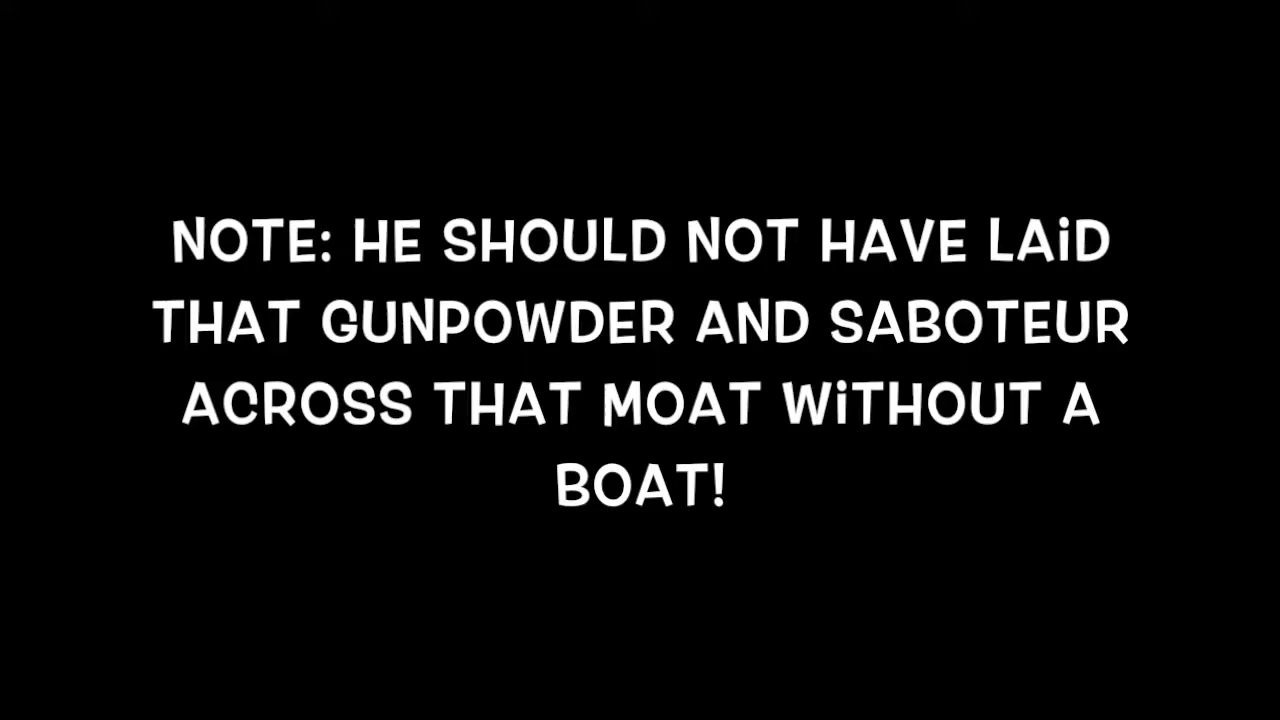 NOTE: HE SHOULD NOT HAVE LAiD
THAT GUNPOWDER AND SABOTEUR
ACROSS THAT MOAT WiTHOUT A
BOAT!